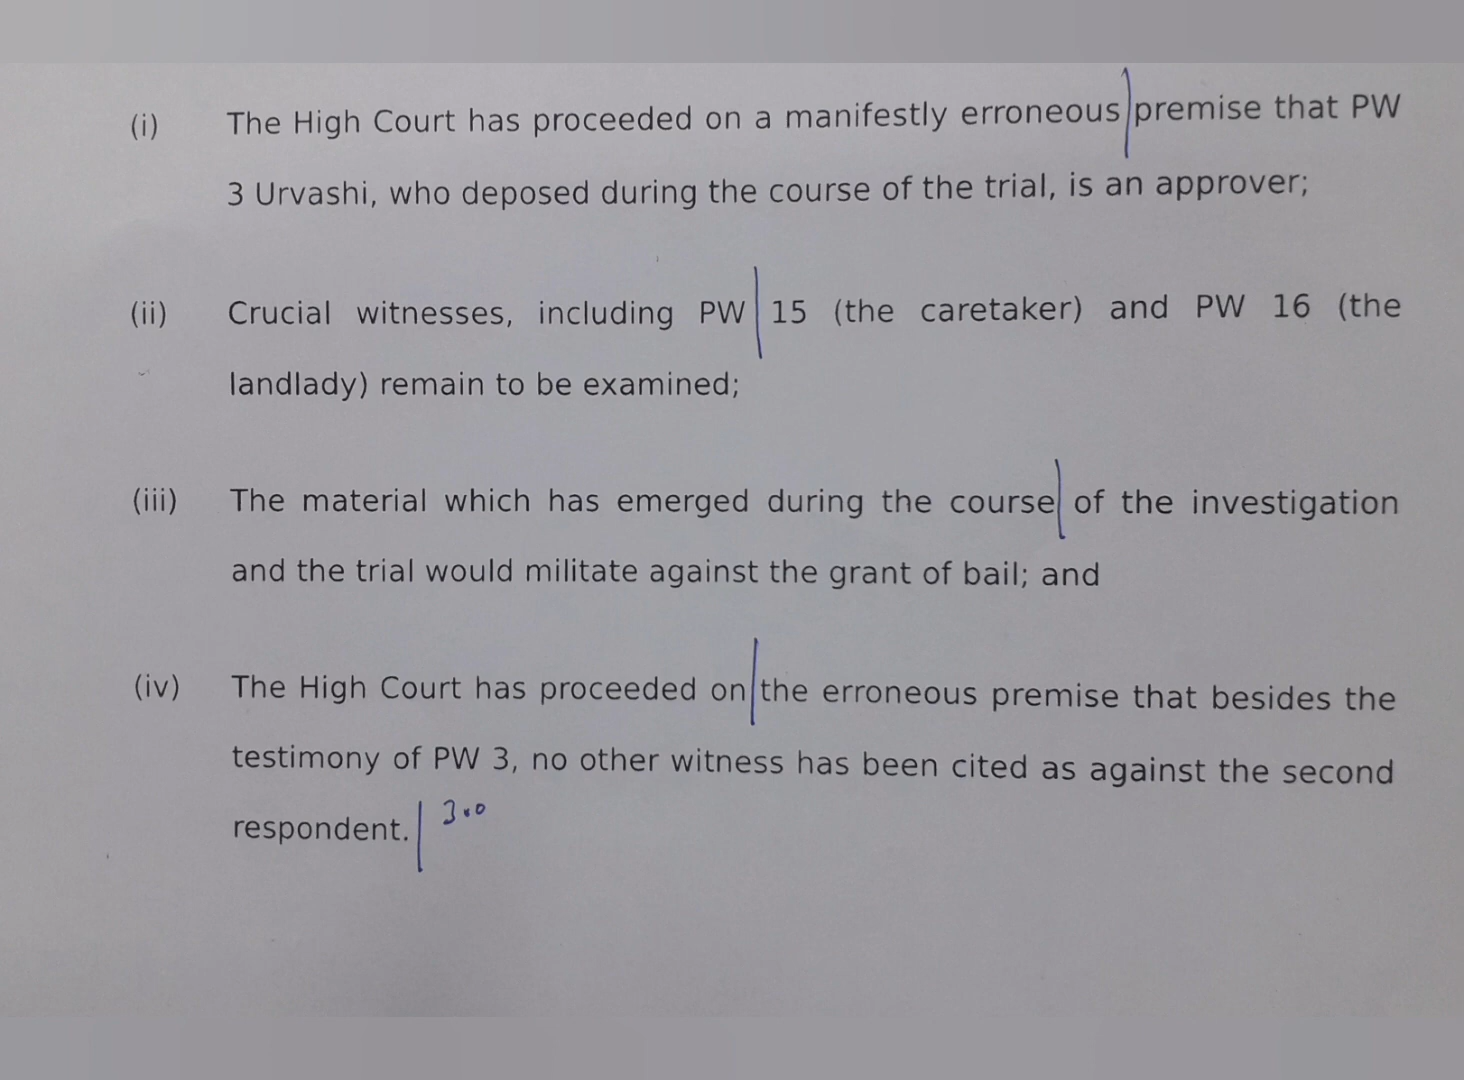 (i) The High Court has proceeded on a manifestly erroneous premise that PW
3 Urvashi, who deposed during the course of the trial, is an approver;
(ii) Crucial witnesses, including PW 15 (the caretaker) and PW 16 (the
landlady) remain to be examined;
(iii) The material which has emerged during the course of the investigation
and the trial would militate against the grant of bail; and
(iv) The High Court has proceeded on the erroneous premise that besides the
testimony of PW 3, no other witness has been cited as against the second
respondent.